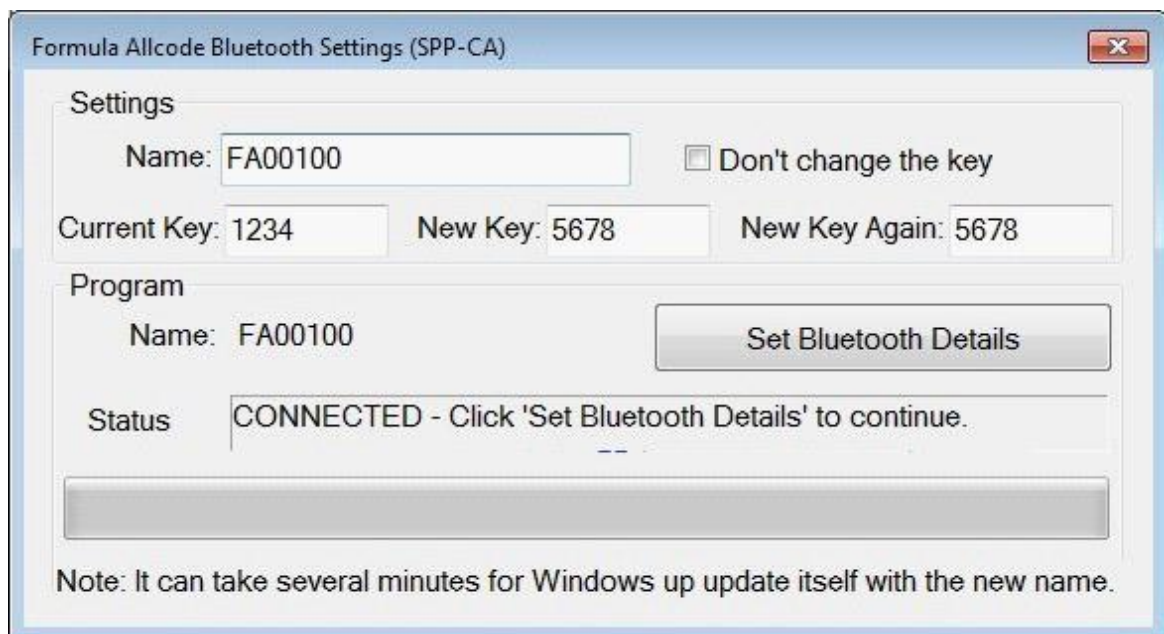 Formula Allcode Bluetooth Settings (SPP-CA)
Settings
Name: FA00100
Don't change the key
Current Key: 1234 New Key: 5678 New Key Again: 5678
Program
Name: FA00100
Set Bluetooth Details
Status CONNECTED - Click 'Set Bluetooth Details' to continue.
Note: It can take several minutes for Windows up update itself with the new name.